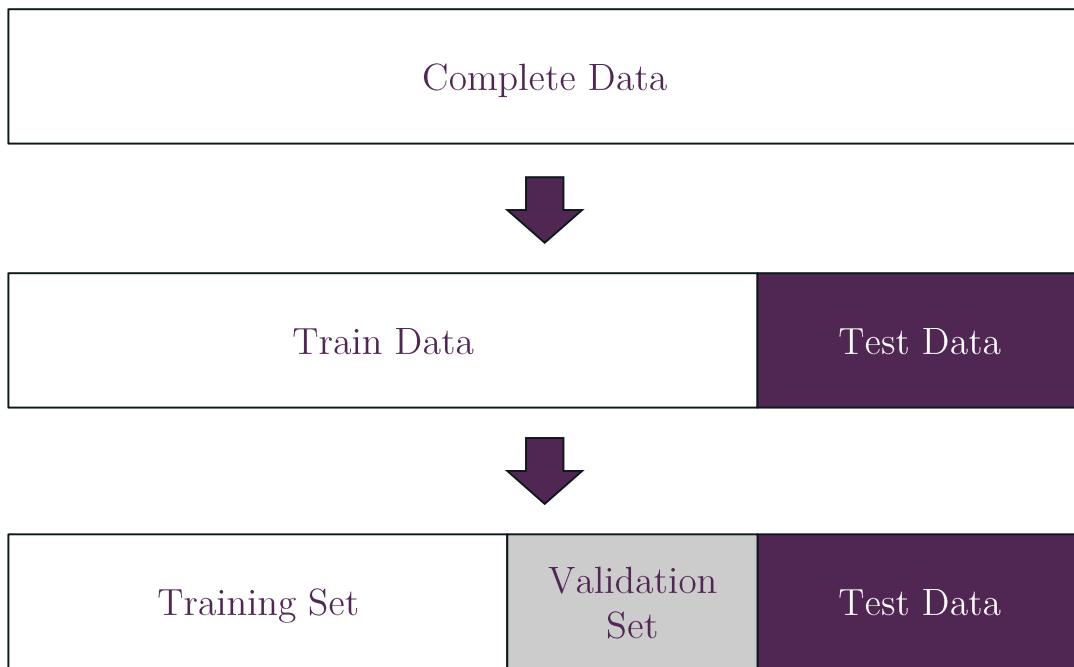 Complete Data
Train Data
Test Data
Training Set
Validation
Set
Test Data